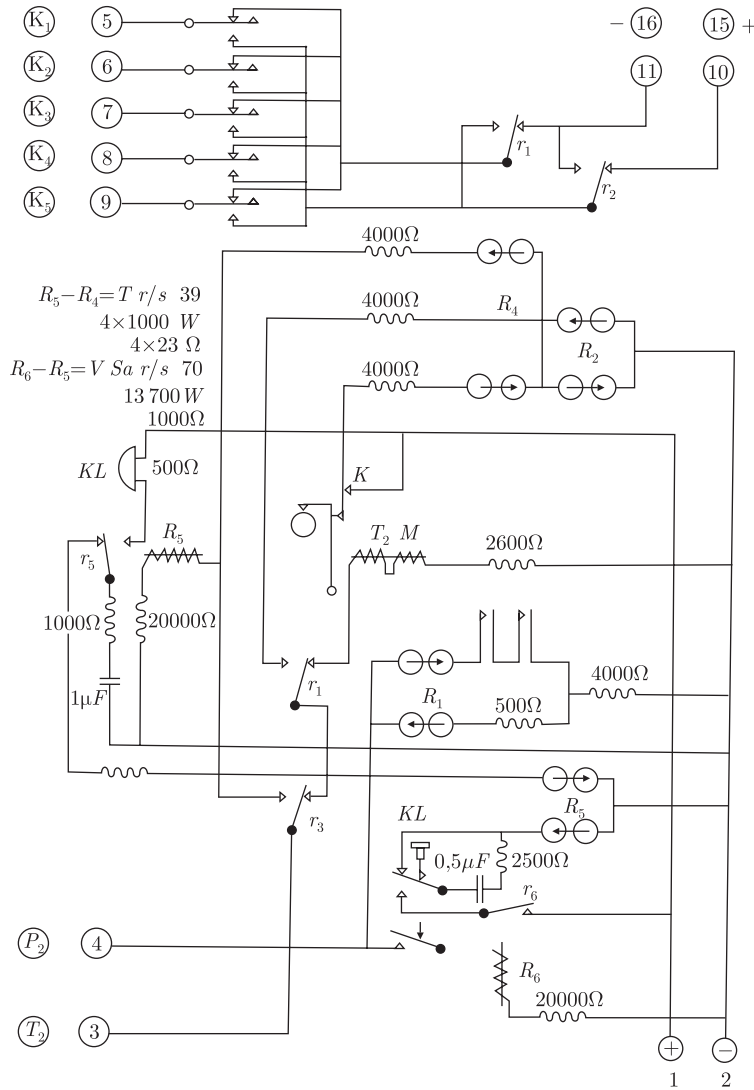 K₁ 5
− 16 15 +
K₂ 6
11 10
K₃ 7
K₄ 8
r₁
r₂
K₅ 9
4000Ω
R₅−R₄=T r/s 39
4×1000 W
4×23 Ω
R₆−R₅=V Sa r/s 70
13 700 W
1000Ω
4000Ω
R₄
R₂
4000Ω
KL 500Ω
K
R₅
r₅
T₂ M
2600Ω
1000Ω 20000Ω
1µF
r₁
R₁
500Ω
4000Ω
r₃
R₅
KL
0,5µF 2500Ω
r₆
P₂ 4
R₆
20000Ω
T₂ 3
+ −
1 2